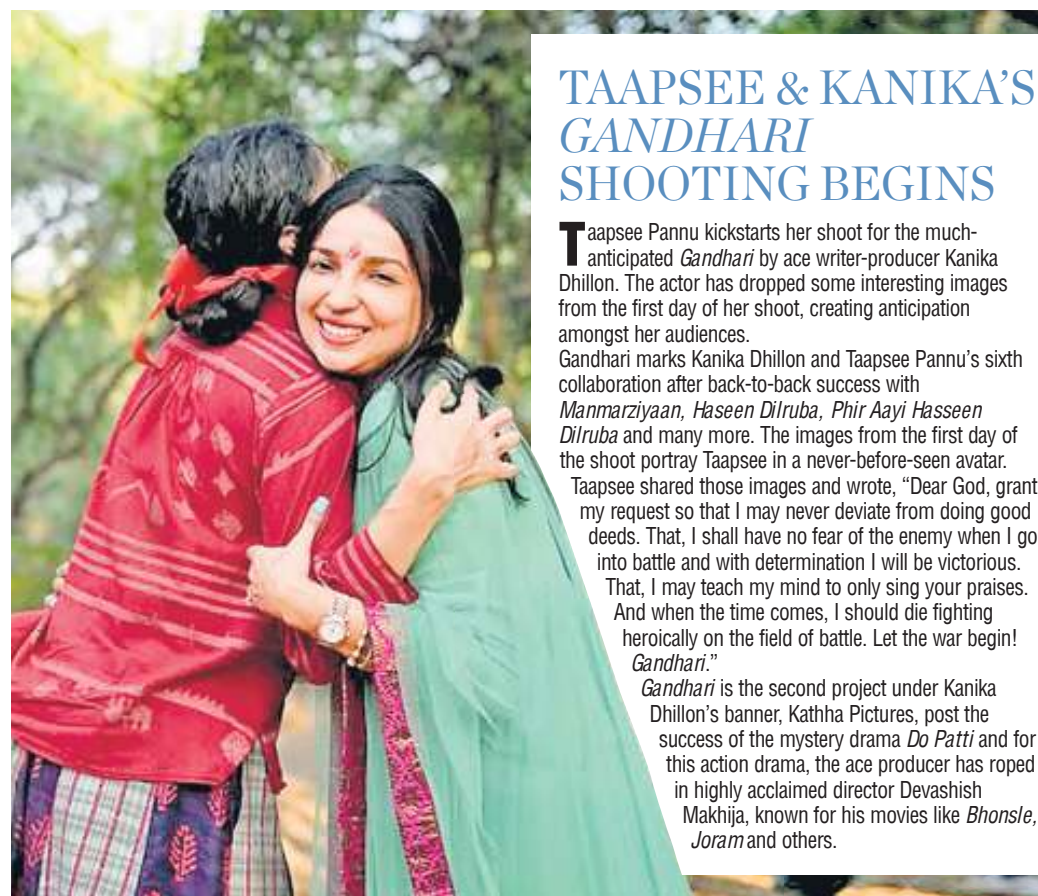 TAAPSEE & KANIKA'S
GANDHARI
SHOOTING BEGINS
Taapsee Pannu kickstarts her shoot for the much-
anticipated Gandhari by ace writer-producer Kanika
Dhillon. The actor has dropped some interesting images
from the first day of her shoot, creating anticipation
amongst her audiences.
Gandhari marks Kanika Dhillon and Taapsee Pannu's sixth
collaboration after back-to-back success with
Manmarziyaan, Haseen Dilruba, Phir Aayi Hasseen
Dilruba and many more. The images from the first day of
the shoot portray Taapsee in a never-before-seen avatar.
Taapsee shared those images and wrote, “Dear God, grant
my request so that I may never deviate from doing good
deeds. That, I shall have no fear of the enemy when I go
into battle and with determination I will be victorious.
That, I may teach my mind to only sing your praises.
And when the time comes, I should die fighting
heroically on the field of battle. Let the war begin!
Gandhari.”
Gandhari is the second project under Kanika
Dhillon's banner, Kathha Pictures, post the
success of the mystery drama Do Patti and for
this action drama, the ace producer has roped
in highly acclaimed director Devashish
Makhija, known for his movies like Bhonsle,
Joram and others.